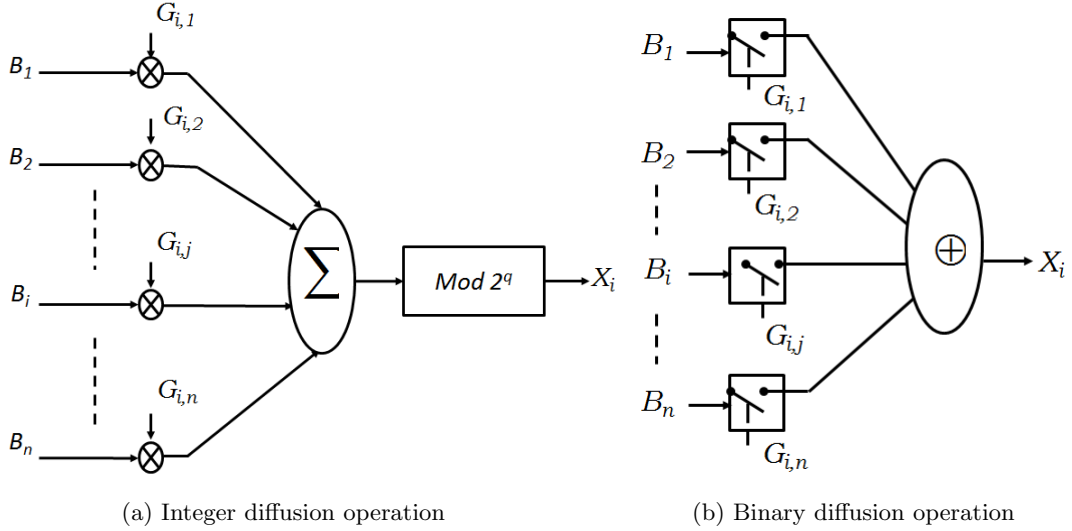 G_{i,1}
B_1
G_{i,2}
B_2
G_{i,j}
B_i
∑
Mod 2^q
X_i
G_{i,n}
B_n
(a) Integer diffusion operation
B_1
G_{i,1}
B_2
G_{i,2}
B_i
⊕
X_i
G_{i,j}
B_n
G_{i,n}
(b) Binary diffusion operation